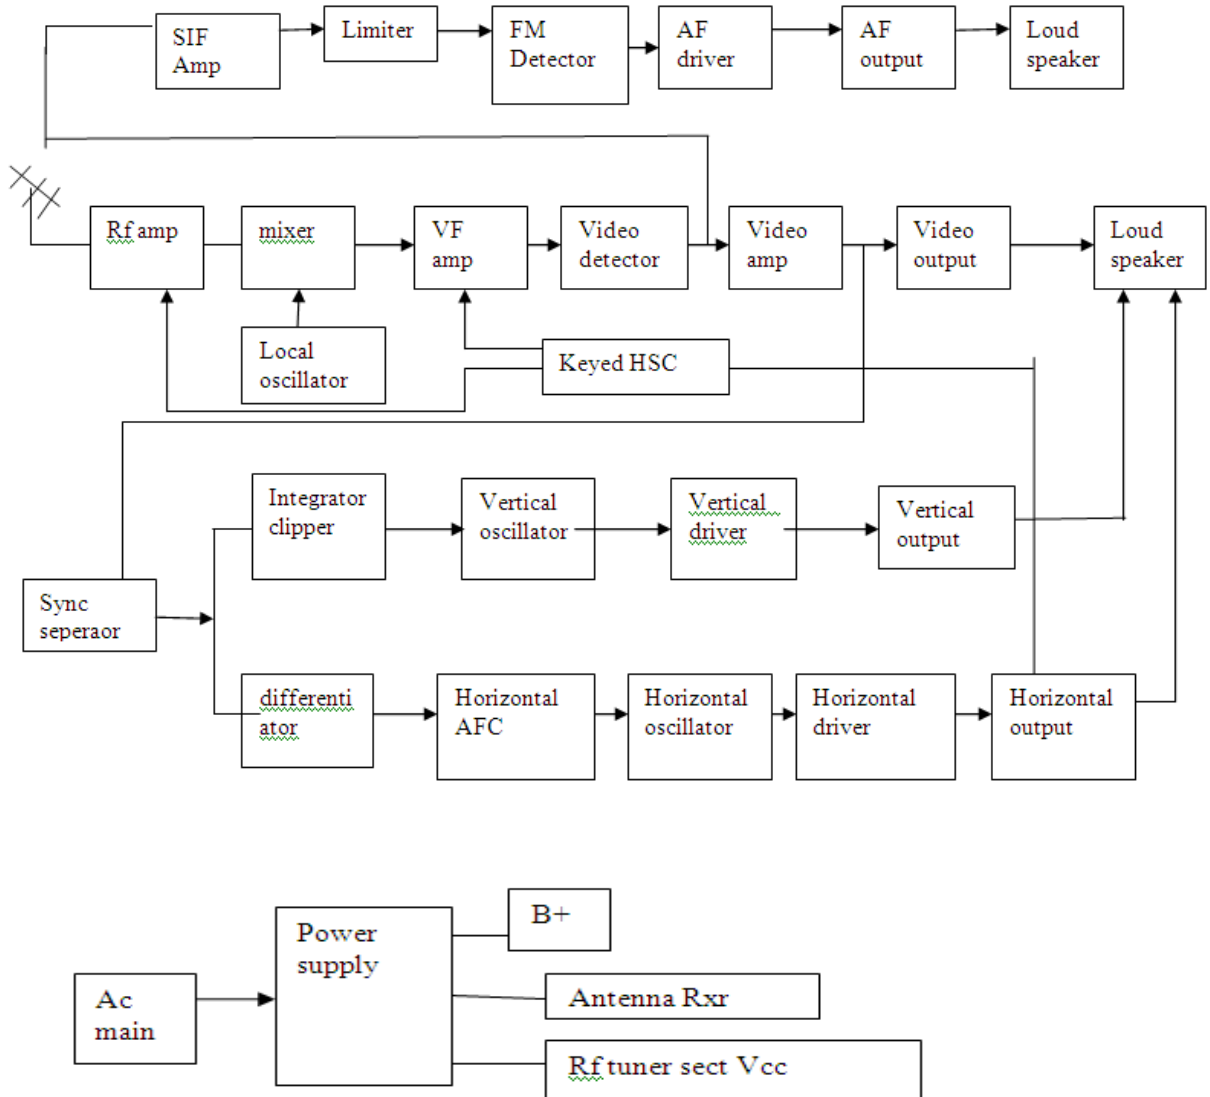 SIF
Amp
Limiter
FM
Detector
AF
driver
AF
output
Loud
speaker
Rf amp
mixer
VF
amp
Video
detector
Video
amp
Video
output
Loud
speaker
Local
oscillator
Keyed HSC
Integrator
clipper
Vertical
oscillator
Vertical
driver
Vertical
output
Sync
seperaor
differenti
ator
Horizontal
AFC
Horizontal
oscillator
Horizontal
driver
Horizontal
output
B+
Power
supply
Ac
main
Antenna Rxr
Rf tuner sect Vcc